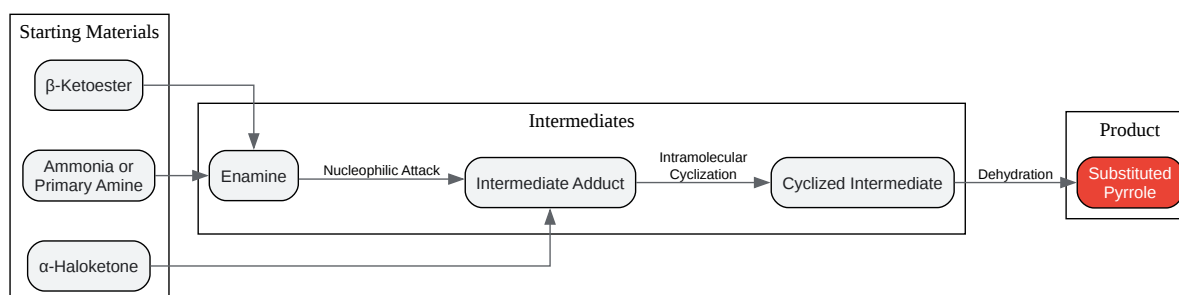 Starting Materials
β-Ketoester
Ammonia or
Primary Amine
α-Haloketone
Intermediates
Enamine
Nucleophilic Attack
Intermediate Adduct
Intramolecular
Cyclization
Cyclized Intermediate
Dehydration
Product
Substituted
Pyrrole